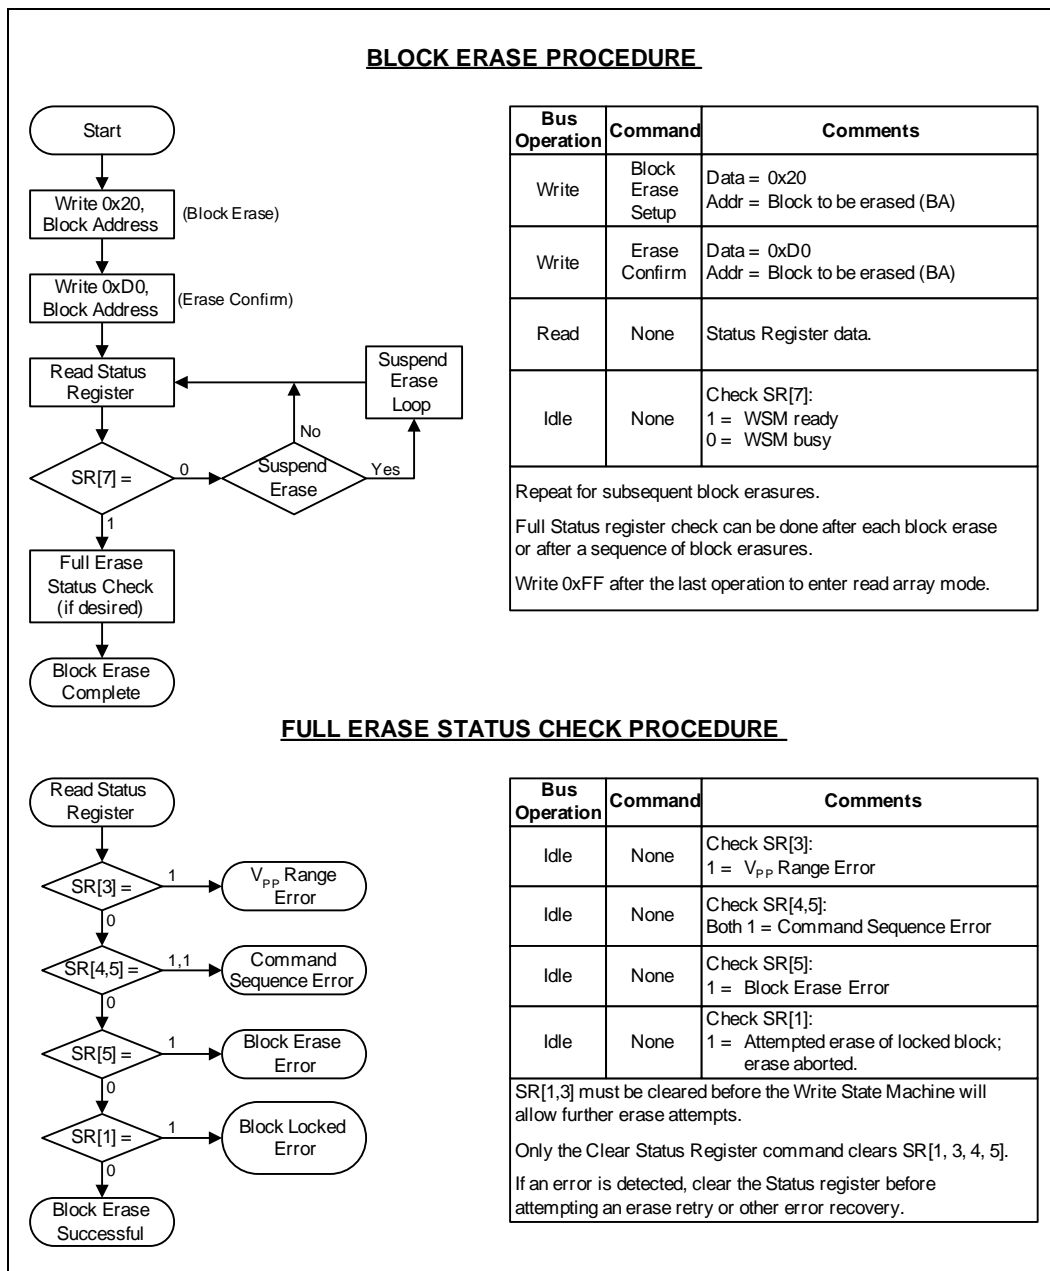 BLOCK ERASE PROCEDURE
Start
Write 0x20,
Block Address
(Block Erase)
Write 0xD0,
Block Address
(Erase Confirm)
Read Status
Register
Suspend
Erase
Loop
No
SR[7] =
0
Suspend
Erase
Yes
1
Full Erase
Status Check
(if desired)
Block Erase
Complete
Bus
Operation
Command
Comments
Write
Block
Erase
Setup
Data = 0x20
Addr = Block to be erased (BA)
Write
Erase
Confirm
Data = 0xD0
Addr = Block to be erased (BA)
Read
None
Status Register data.
Idle
None
Check SR[7]:
1 = WSM ready
0 = WSM busy
Repeat for subsequent block erasures.
Full Status register check can be done after each block erase
or after a sequence of block erasures.
Write 0xFF after the last operation to enter read array mode.
FULL ERASE STATUS CHECK PROCEDURE
Read Status
Register
SR[3] =
1
VPP Range
Error
0
SR[4,5] =
1,1
Command
Sequence Error
0
SR[5] =
1
Block Erase
Error
0
SR[1] =
1
Block Locked
Error
0
Block Erase
Successful
Bus
Operation
Command
Comments
Idle
None
Check SR[3]:
1 = VPP Range Error
Idle
None
Check SR[4,5]:
Both 1 = Command Sequence Error
Idle
None
Check SR[5]:
1 = Block Erase Error
Idle
None
Check SR[1]:
1 = Attempted erase of locked block;
erase aborted.
SR[1,3] must be cleared before the Write State Machine will
allow further erase attempts.
Only the Clear Status Register command clears SR[1, 3, 4, 5].
If an error is detected, clear the Status register before
attempting an erase retry or other error recovery.